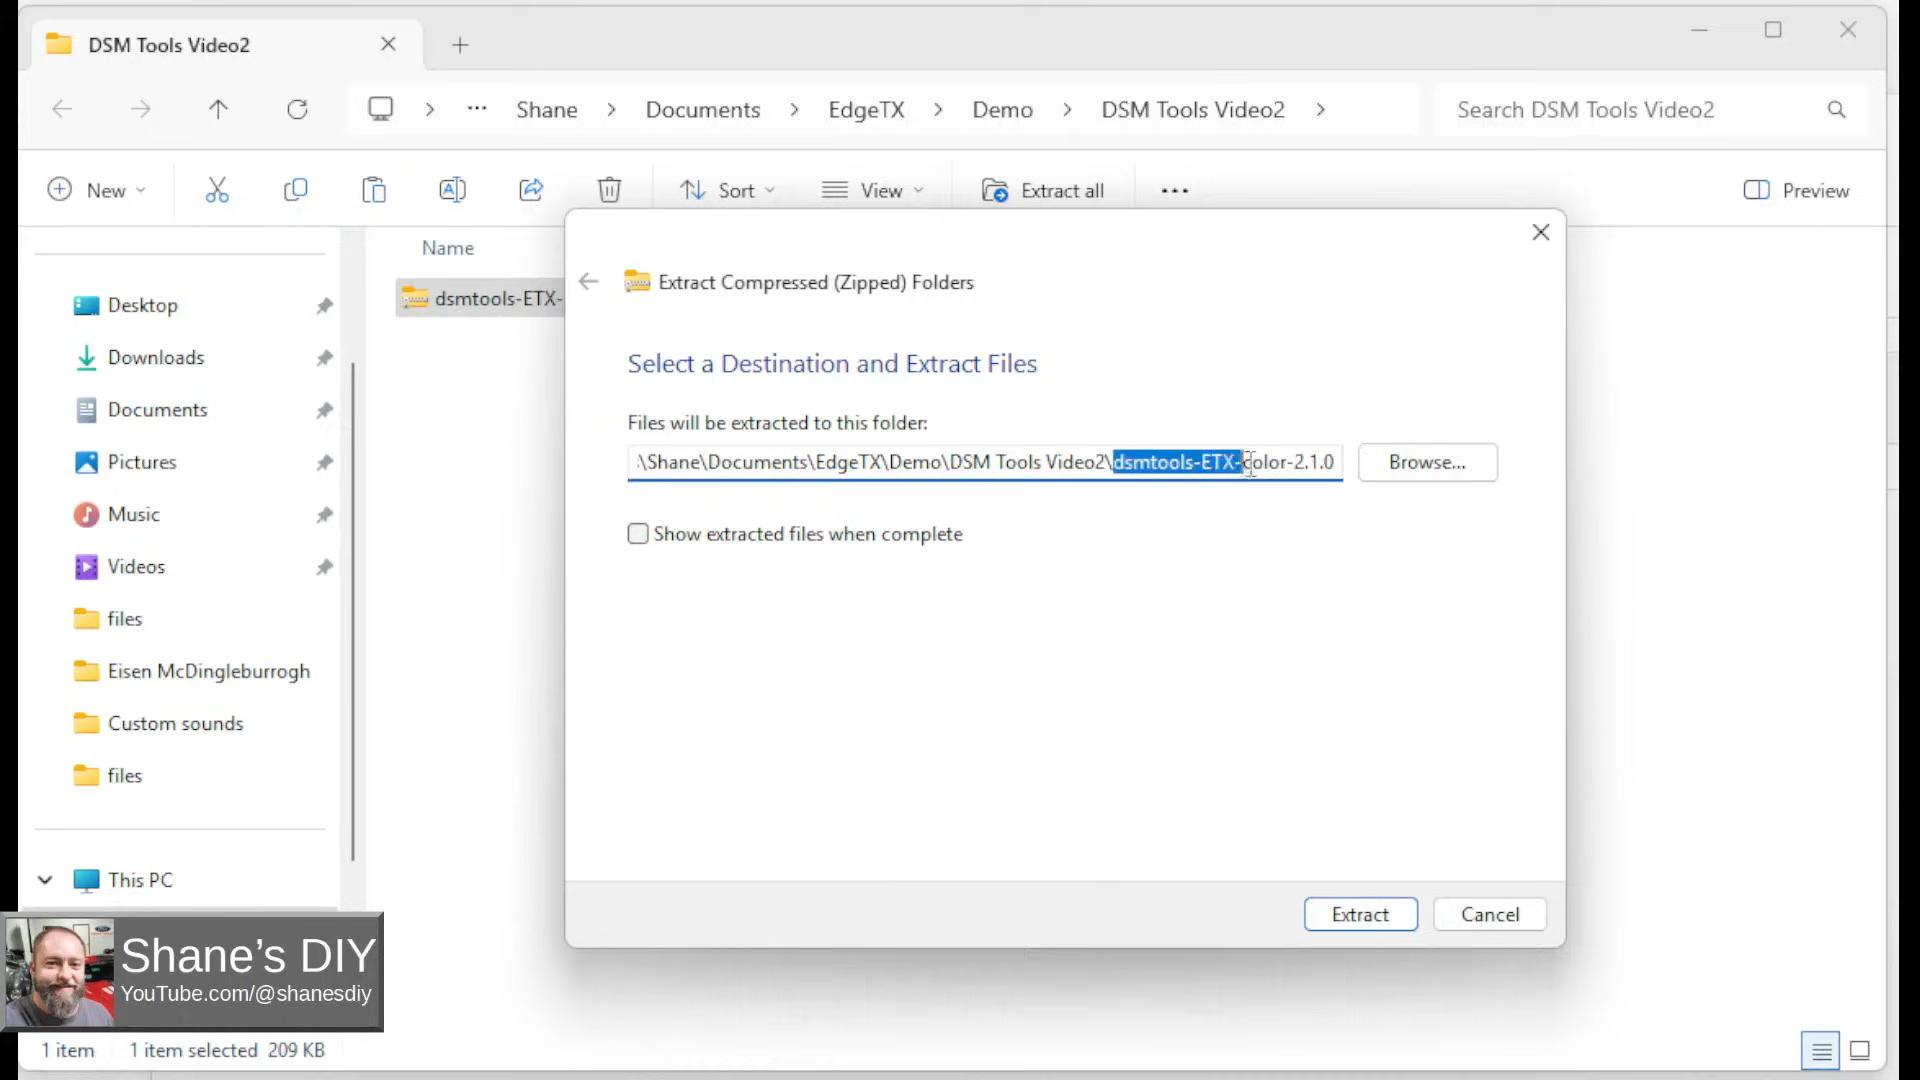 DSM Tools Video2
Shane
Documents
EdgeTX
Demo
DSM Tools Video2
Search DSM Tools Video2
New
Sort
View
Extract all
Preview
Name
dsmtools-ETX-
Desktop
Downloads
Documents
Pictures
Music
Videos
files
Eisen McDingleburrogh
Custom sounds
files
This PC
Extract Compressed (Zipped) Folders
Select a Destination and Extract Files
Files will be extracted to this folder:
:\Shane\Documents\EdgeTX\Demo\DSM Tools Video2\dsmtools-ETX-color-2.1.0
Browse...
Show extracted files when complete
Extract
Cancel
Shane's DIY
YouTube.com/@shanesdiy
1 item
1 item selected 209 KB